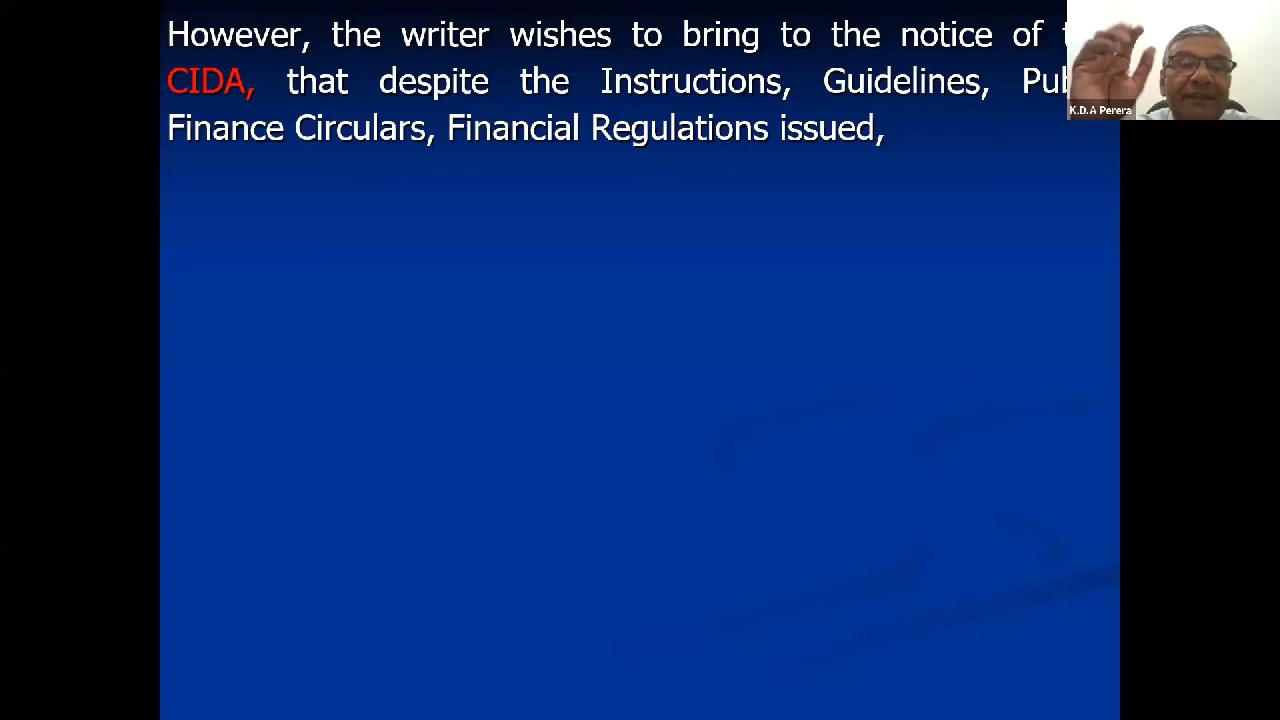 However, the writer wishes to bring to the notice of
CIDA, that despite the Instructions, Guidelines,
Finance Circulars, Financial Regulations issued,
K.D.A Perera